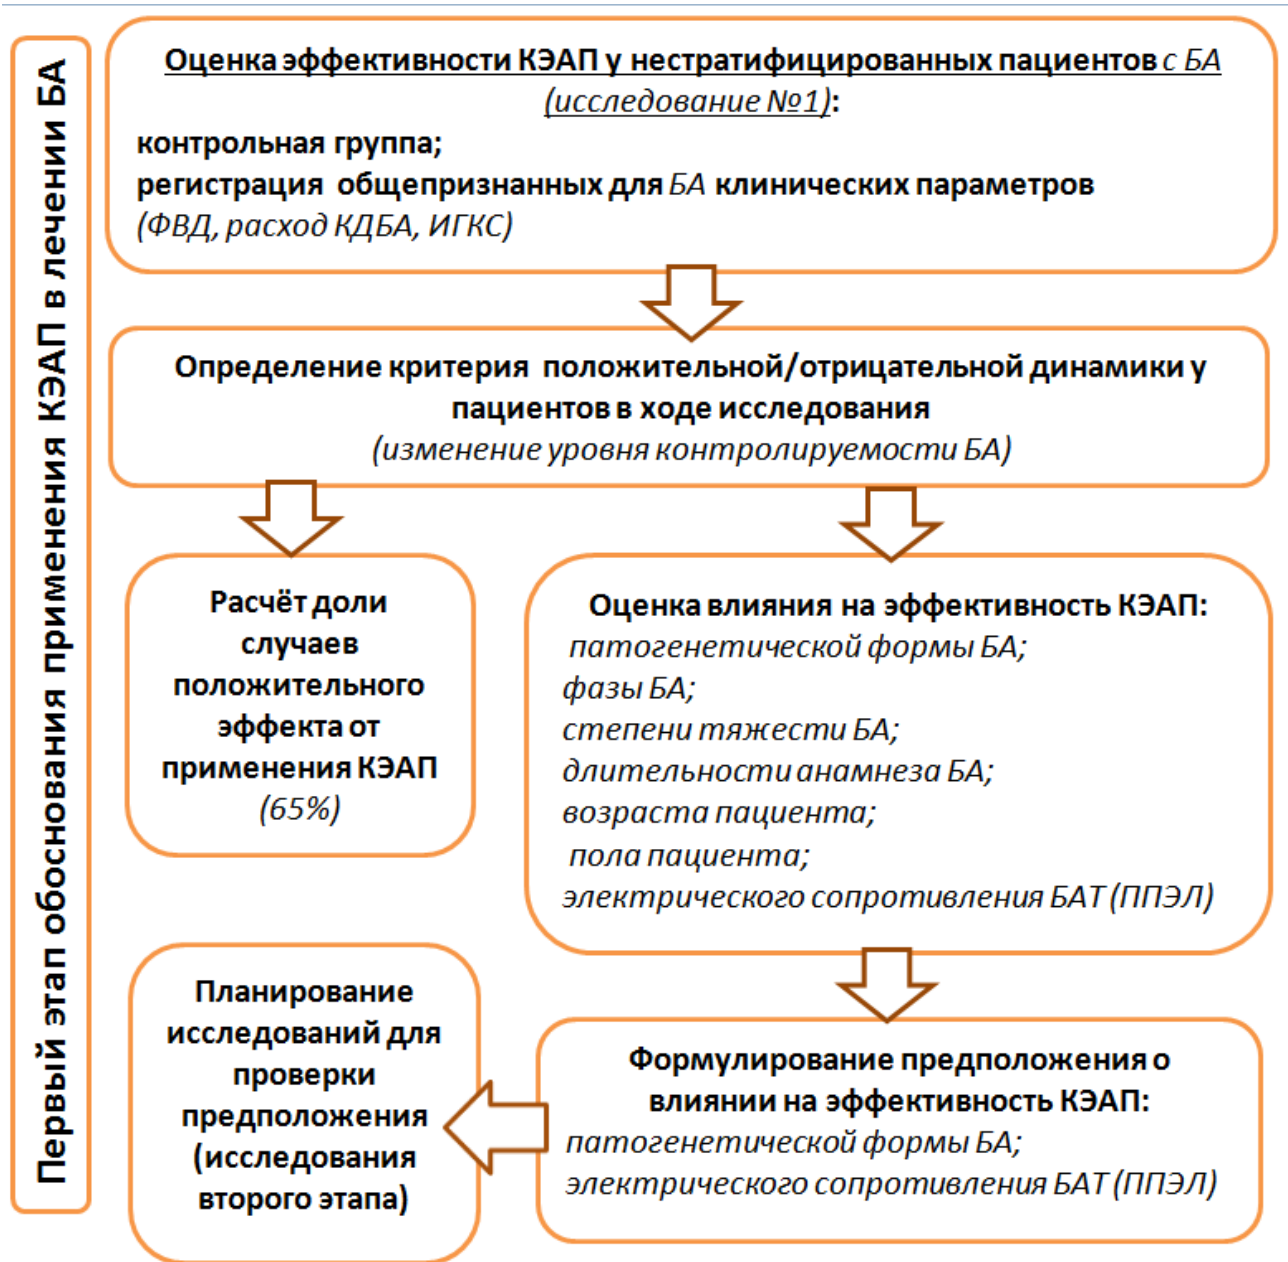 Первый этап обоснования применения КЭАП в лечении БА
Оценка эффективности КЭАП у нестратифицированных пациентов с БА
(исследование №1):
контрольная группа;
регистрация общепризнанных для БА клинических параметров
(ФВД, расход КДБА, ИГКС)
Определение критерия положительной/отрицательной динамики у
пациентов в ходе исследования
(изменение уровня контролируемости БА)
Расчёт доли
случаев
положительного
эффекта от
применения КЭАП
(65%)
Оценка влияния на эффективность КЭАП:
патогенетической формы БА;
фазы БА;
степени тяжести БА;
длительности анамнеза БА;
возраста пациента;
пола пациента;
электрического сопротивления БАТ (ППЭЛ)
Формулирование предположения о
влиянии на эффективность КЭАП:
патогенетической формы БА;
электрического сопротивления БАТ (ППЭЛ)
Планирование
исследований для
проверки
предположения
(исследования
второго этапа)